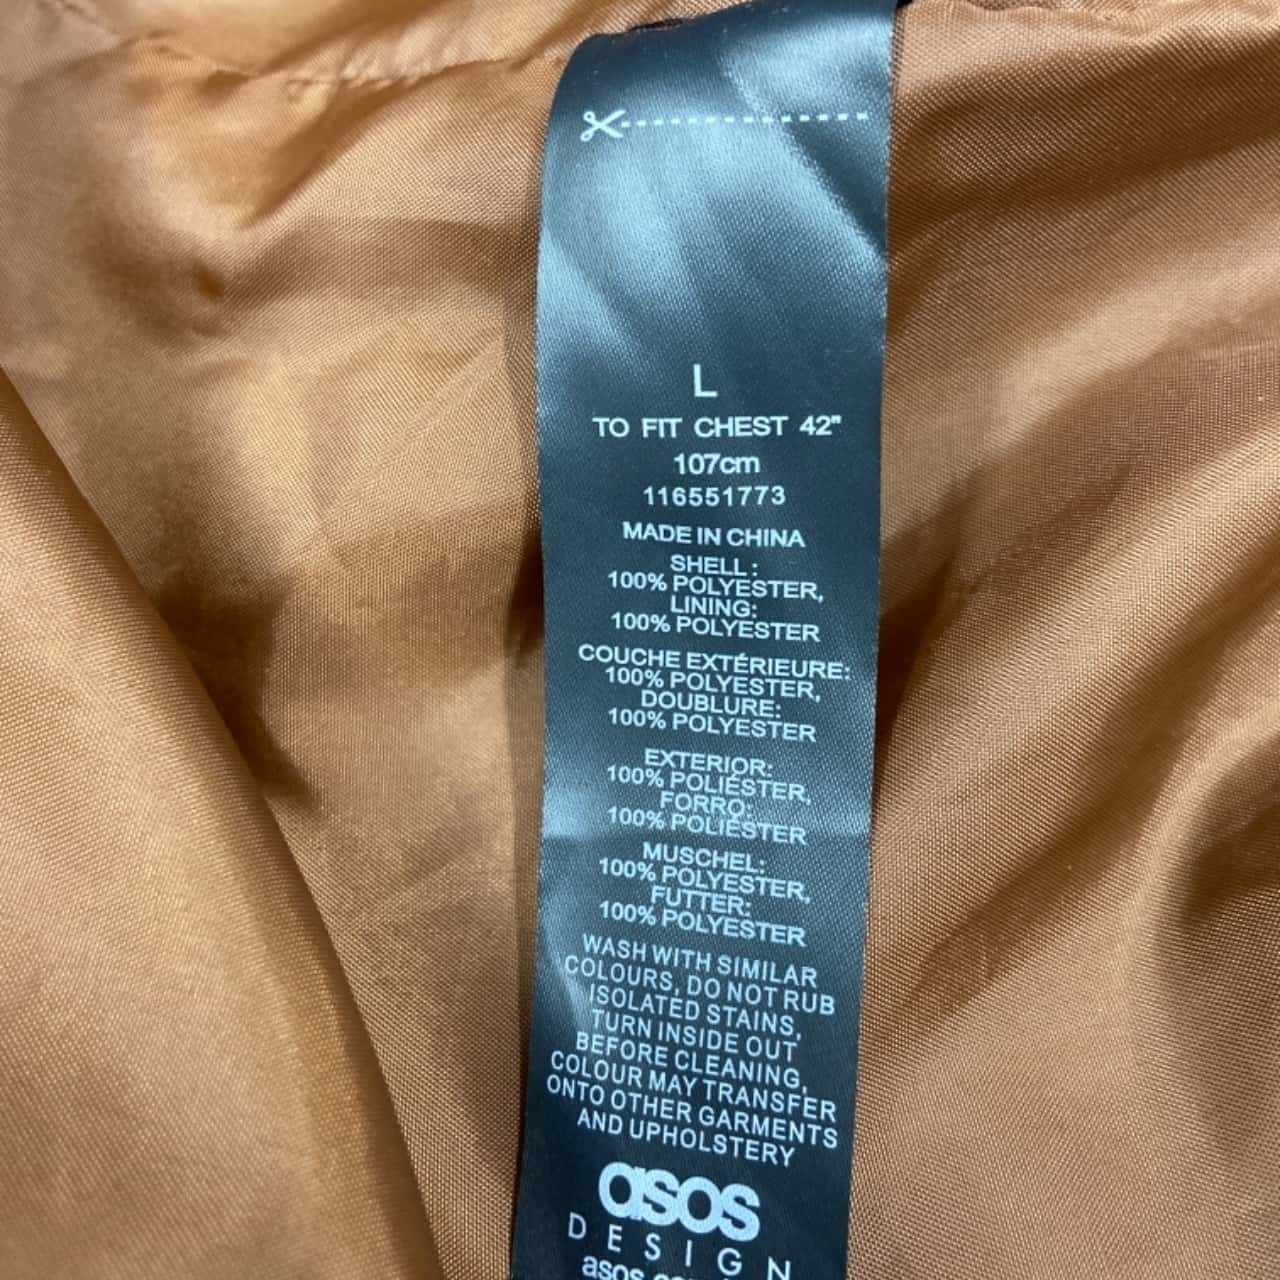 L
TO FIT CHEST 42"
107cm
116551773
MADE IN CHINA
SHELL:
100% POLYESTER,
LINING:
100% POLYESTER
COUCHE EXTÉRIEURE:
100% POLYESTER,
DOUBLURE:
100% POLYESTER
EXTERIOR:
100% POLIÉSTER,
FORRO:
100% POLIÉSTER
MUSCHEL:
100% POLYESTER,
FUTTER:
100% POLYESTER
WASH WITH SIMILAR
COLOURS, DO NOT RUB
ISOLATED STAINS,
TURN INSIDE OUT
BEFORE CLEANING,
COLOUR MAY TRANSFER
ONTO OTHER GARMENTS
AND UPHOLSTERY
asos
DESIGN